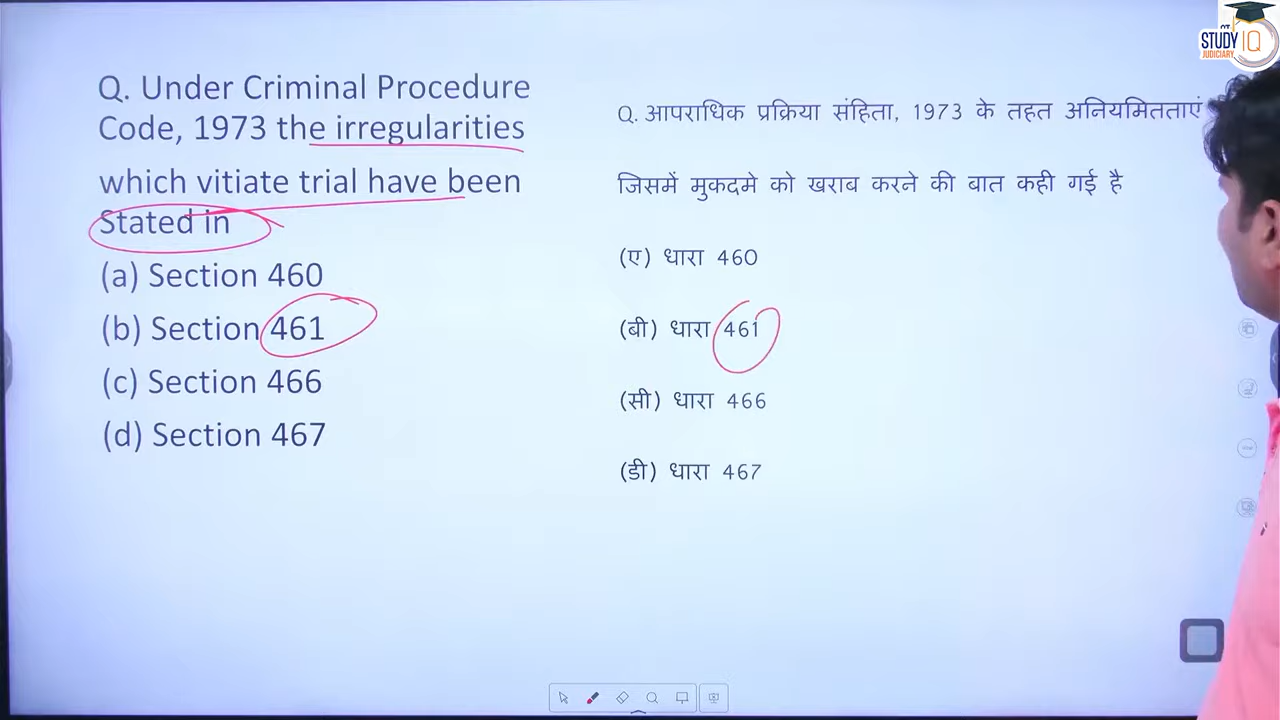 Q. Under Criminal Procedure
Code, 1973 the irregularities
which vitiate trial have been
Stated in
(a) Section 460
(b) Section 461
(c) Section 466
(d) Section 467
Q. आपराधिक प्रक्रिया संहिता, 1973 के तहत अनियमितताएं
जिसमें मुकदमे को खराब करने की बात कही गई है
(ए) धारा 460
(बी) धारा 461
(सी) धारा 466
(डी) धारा 467
STUDY IQ
JUDICIARY